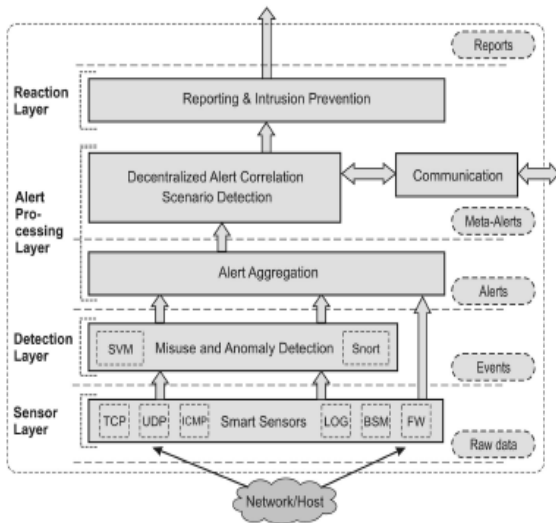 Reports
Reaction
Layer
Reporting & Intrusion Prevention
Decentralized Alert Correlation
Scenario Detection
Communication
Alert
Pro-
cessing
Layer
Meta-Alerts
Alert Aggregation
Alerts
Detection
Layer
SVM
Misuse and Anomaly Detection
Snort
Events
Sensor
Layer
TCP
UDP
ICMP
Smart Sensors
LOG
BSM
FW
Raw data
Network/Host